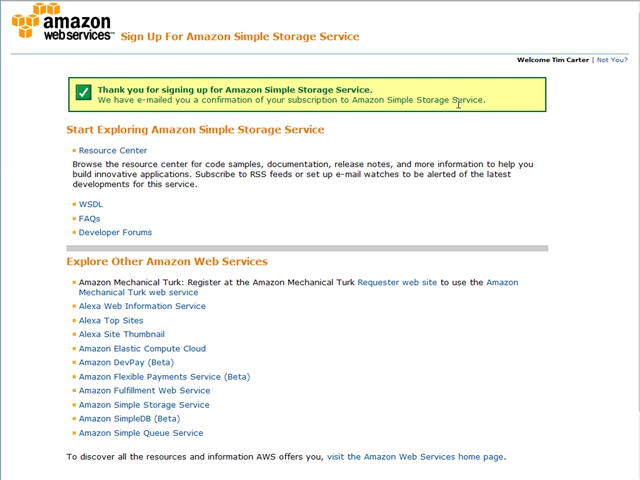 amazon
webservices™
Sign Up For Amazon Simple Storage Service
Welcome Tim Carter | Not You?
Thank you for signing up for Amazon Simple Storage Service.
We have e-mailed you a confirmation of your subscription to Amazon Simple Storage Service.
Start Exploring Amazon Simple Storage Service
Resource Center
Browse the resource center for code samples, documentation, release notes, and more information to help you
build innovative applications. Subscribe to RSS feeds or set up e-mail watches to be alerted of the latest
developments for this service.
WSDL
FAQs
Developer Forums
Explore Other Amazon Web Services
Amazon Mechanical Turk: Register at the Amazon Mechanical Turk Requester web site to use the Amazon
Mechanical Turk web service
Alexa Web Information Service
Alexa Top Sites
Alexa Site Thumbnail
Amazon Elastic Compute Cloud
Amazon DevPay (Beta)
Amazon Flexible Payments Service (Beta)
Amazon Fulfillment Web Service
Amazon Simple Storage Service
Amazon SimpleDB (Beta)
Amazon Simple Queue Service
To discover all the resources and information AWS offers you, visit the Amazon Web Services home page.